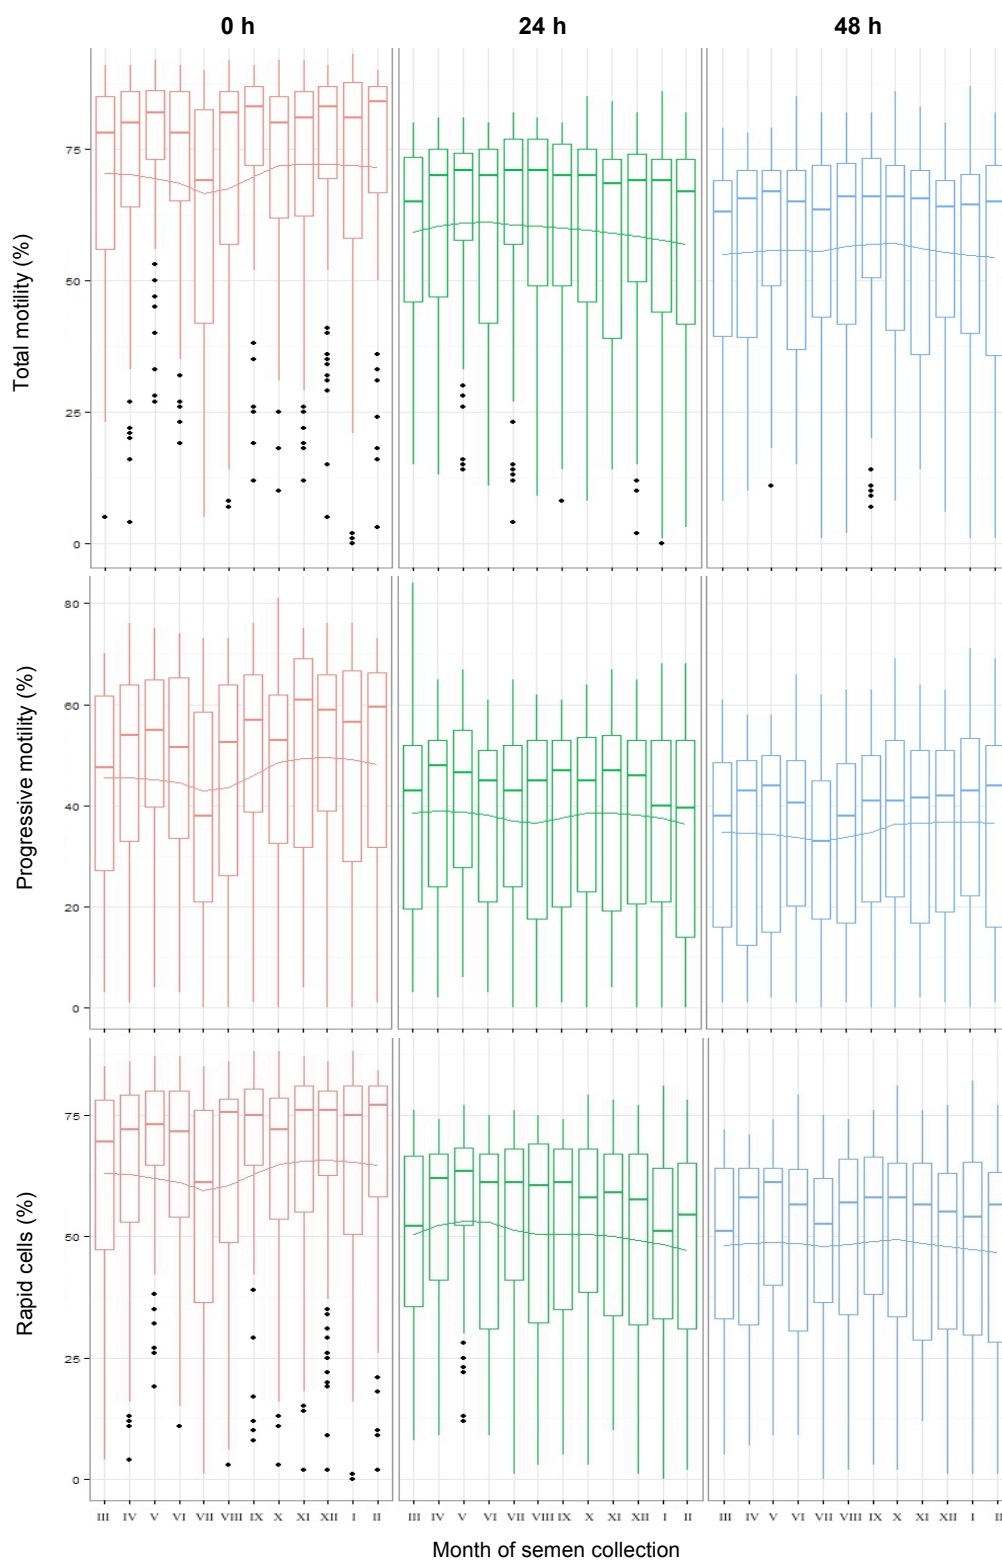 0 h 24 h 48 h
Total motility (%)
75
50
25
0
Progressive motility (%)
80
60
40
20
0
Rapid cells (%)
75
50
25
0
III IV V VI VII VIII IX X XI XII I II III IV V VI VII VIII IX X XI XII I II III IV V VI VII VIII IX X XI XII I II
Month of semen collection